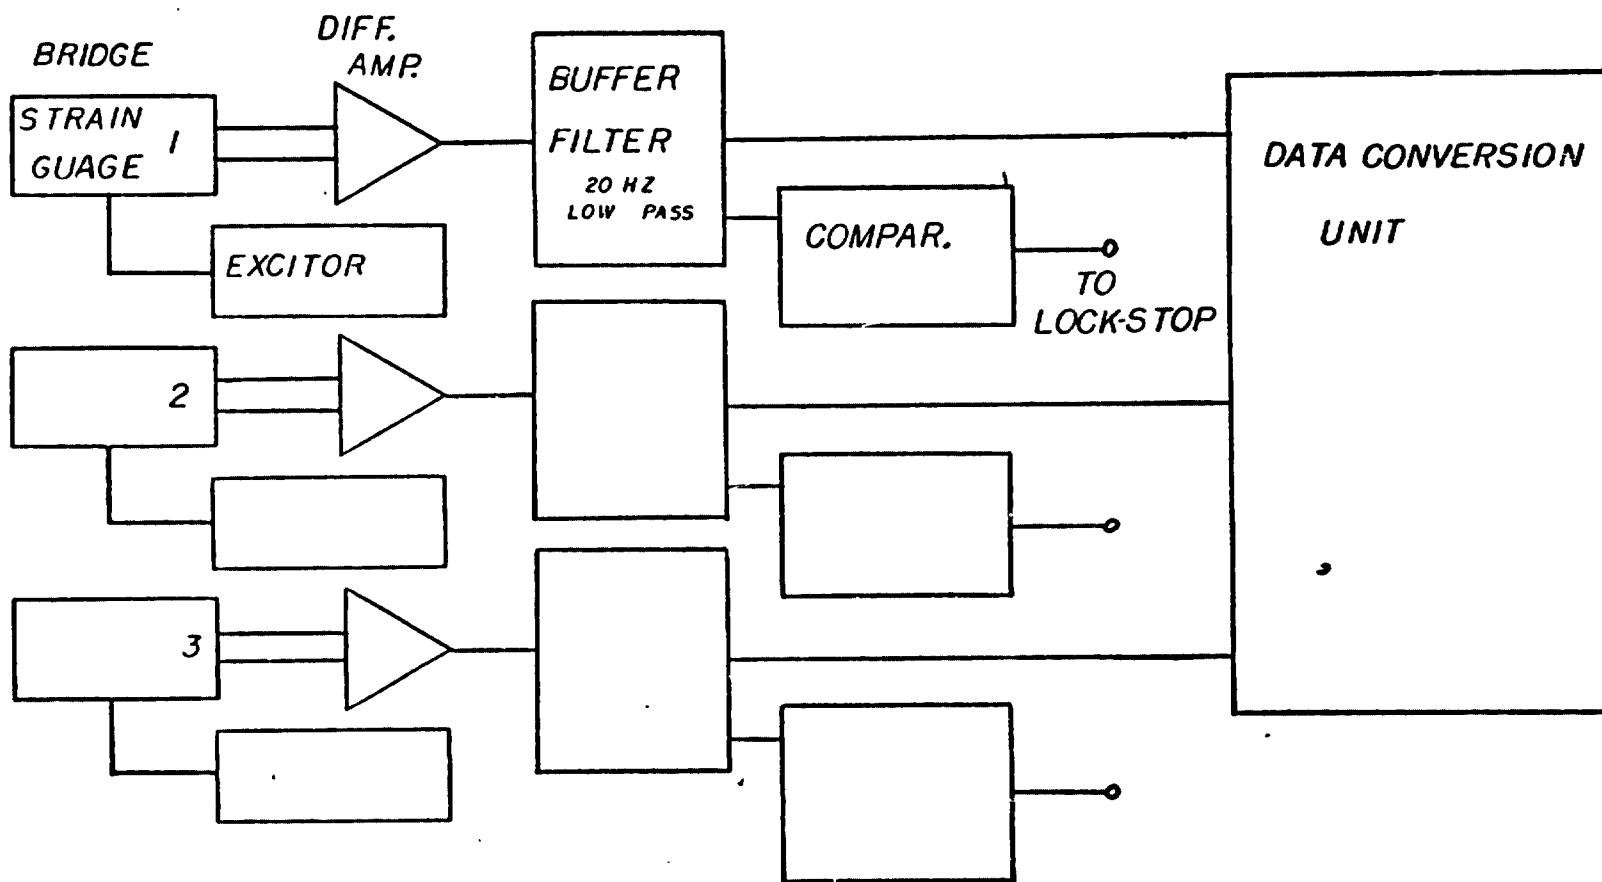 BRIDGE
DIFF.
AMP.
STRAIN
GUAGE
1
BUFFER
FILTER
20 HZ
LOW PASS
EXCITOR
COMPAR.
TO
LOCK-STOP
DATA CONVERSION
UNIT
2
3